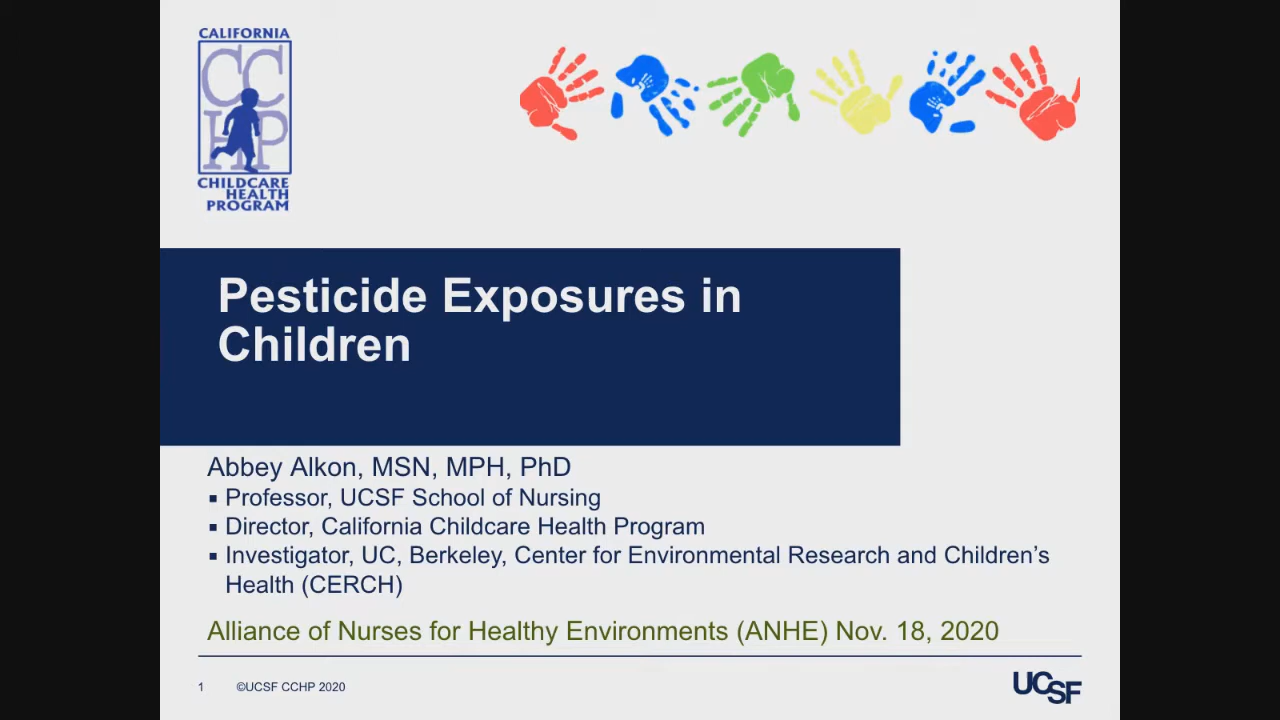 CALIFORNIA
CC
HP
CHILDCARE
HEALTH
PROGRAM
Pesticide Exposures in
Children
Abbey Alkon, MSN, MPH, PhD
▪ Professor, UCSF School of Nursing
▪ Director, California Childcare Health Program
▪ Investigator, UC, Berkeley, Center for Environmental Research and Children’s
Health (CERCH)
Alliance of Nurses for Healthy Environments (ANHE) Nov. 18, 2020
1 ©UCSF CCHP 2020
UCSF